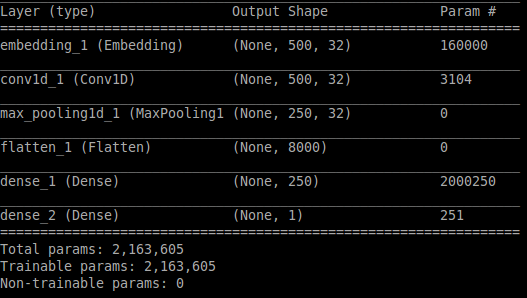 Layer (type) Output Shape Param #
=================================================================
embedding_1 (Embedding) (None, 500, 32) 160000
conv1d_1 (Conv1D) (None, 500, 32) 3104
max_pooling1d_1 (MaxPooling1 (None, 250, 32) 0
flatten_1 (Flatten) (None, 8000) 0
dense_1 (Dense) (None, 250) 2000250
dense_2 (Dense) (None, 1) 251
=================================================================
Total params: 2,163,605
Trainable params: 2,163,605
Non-trainable params: 0